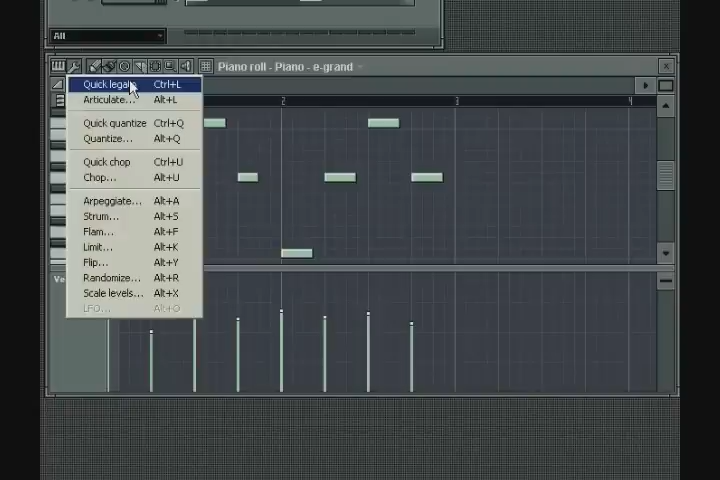 All
Piano roll - Piano - e-grand
Quick legato Ctrl+L
Articulate... Alt+L
Quick quantize Ctrl+Q
Quantize... Alt+Q
Quick chop Ctrl+U
Chop... Alt+U
Arpeggiate... Alt+A
Strum... Alt+S
Flam... Alt+F
Limit... Alt+K
Flip... Alt+Y
Randomize... Alt+R
Scale levels... Alt+X
LFO... Alt+O
2 3 4
Ve